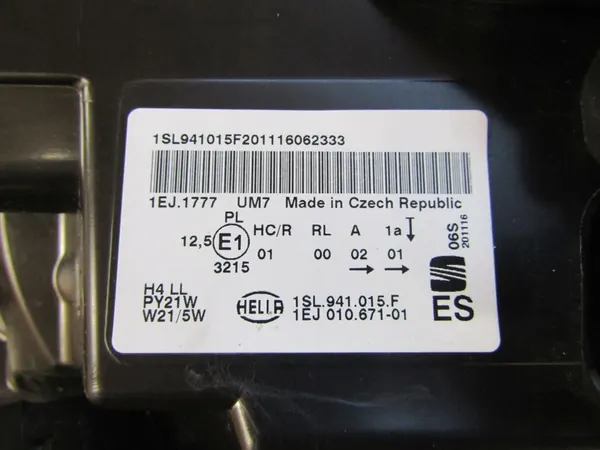 1SL941015F201116062333
1EJ.1777 UM7 Made in Czech Republic
PL
12,5 E1 HC/R RL A 1a
3215 01 00 02 01
06S
201116
H4 LL
PY21W
W21/5W
HELLA
1SL.941.015.F
1EJ 010.671-01
ES